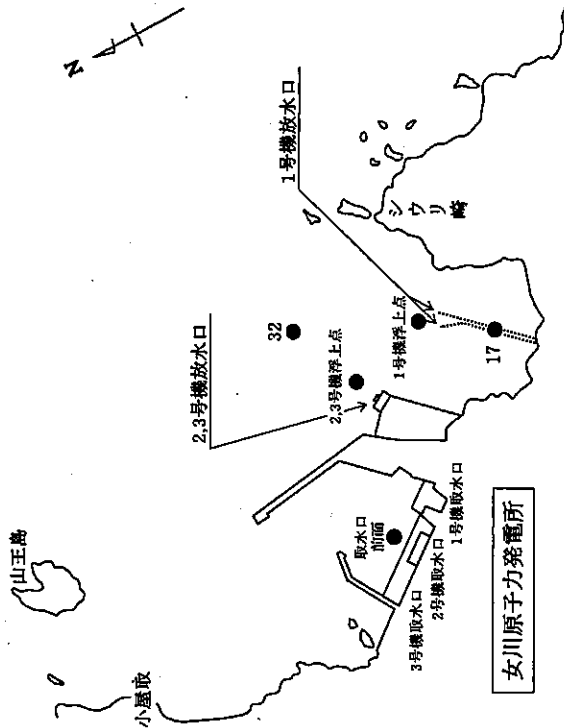 N
山王島
小屋取
2,3号機放水口
1号機放水口
32
2,3号機浮上点
1号機浮上点
17
シウリ崎
取水口
前面
3号機取水口
2号機取水口
1号機取水口
女川原子力発電所